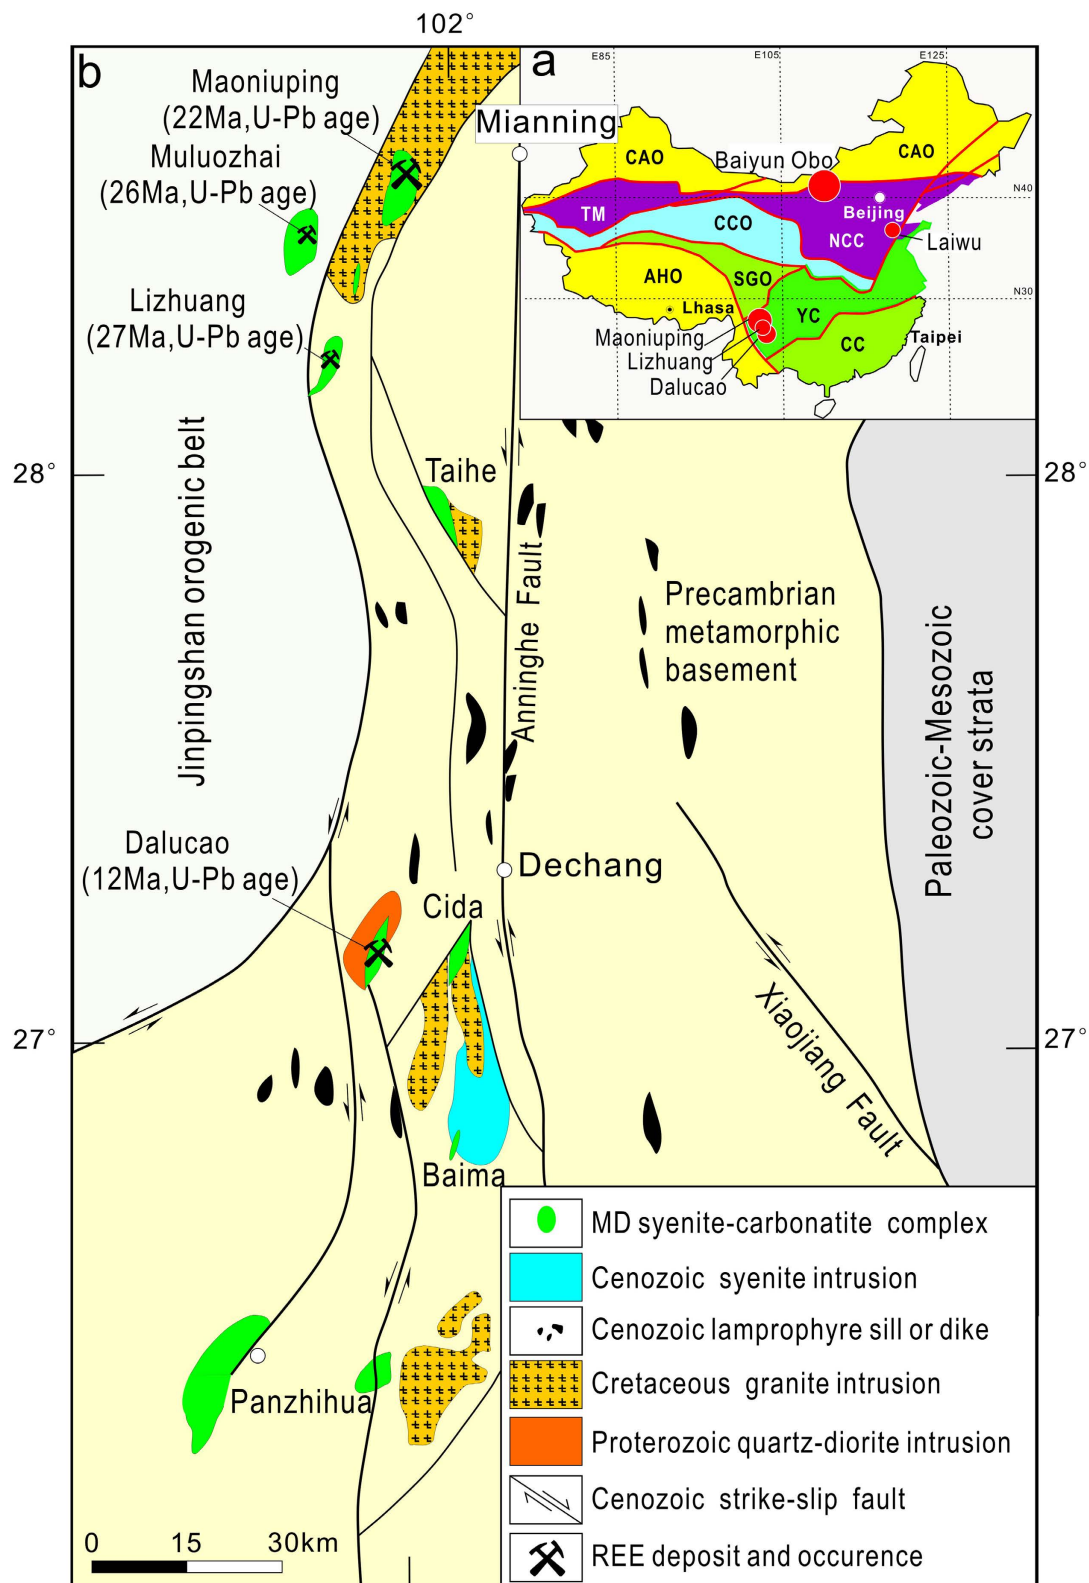 102°
b
Maoniuping
(22Ma,U-Pb age)
Muluozhai
(26Ma,U-Pb age)
Lizhuang
(27Ma,U-Pb age)
Mianning
a
E85
E105
E125
N40
N30
CAO
Baiyun Obo
CAO
TM
CCO
Beijing
NCC
Laiwu
AHO
SGO
Lhasa
YC
CC
Taipei
Maoniuping
Lizhuang
Dalucao
28°
28°
Jinpingshan orogenic belt
Taihe
Anninghe Fault
Precambrian
metamorphic
basement
Paleozoic-Mesozoic
cover strata
Dalucao
(12Ma,U-Pb age)
Dechang
Cida
27°
27°
Xiaojiang Fault
Baima
Panzhihua
MD syenite-carbonatite complex
Cenozoic syenite intrusion
Cenozoic lamprophyre sill or dike
Cretaceous granite intrusion
Proterozoic quartz-diorite intrusion
Cenozoic strike-slip fault
REE deposit and occurence
0 15 30km